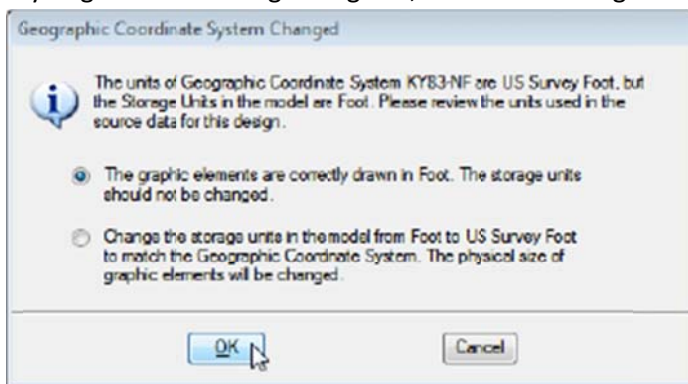 Geographic Coordinate System Changed
The units of Geographic Coordinate System KY83-NF are US Survey Foot, but
the Storage Units in the model are Foot. Please review the units used in the
source data for this design.
The graphic elements are correctly drawn in Foot. The storage units
should not be changed.
Change the storage units in the model from Foot to US Survey Foot
to match the Geographic Coordinate System. The physical size of
graphic elements will be changed.
OK
Cancel